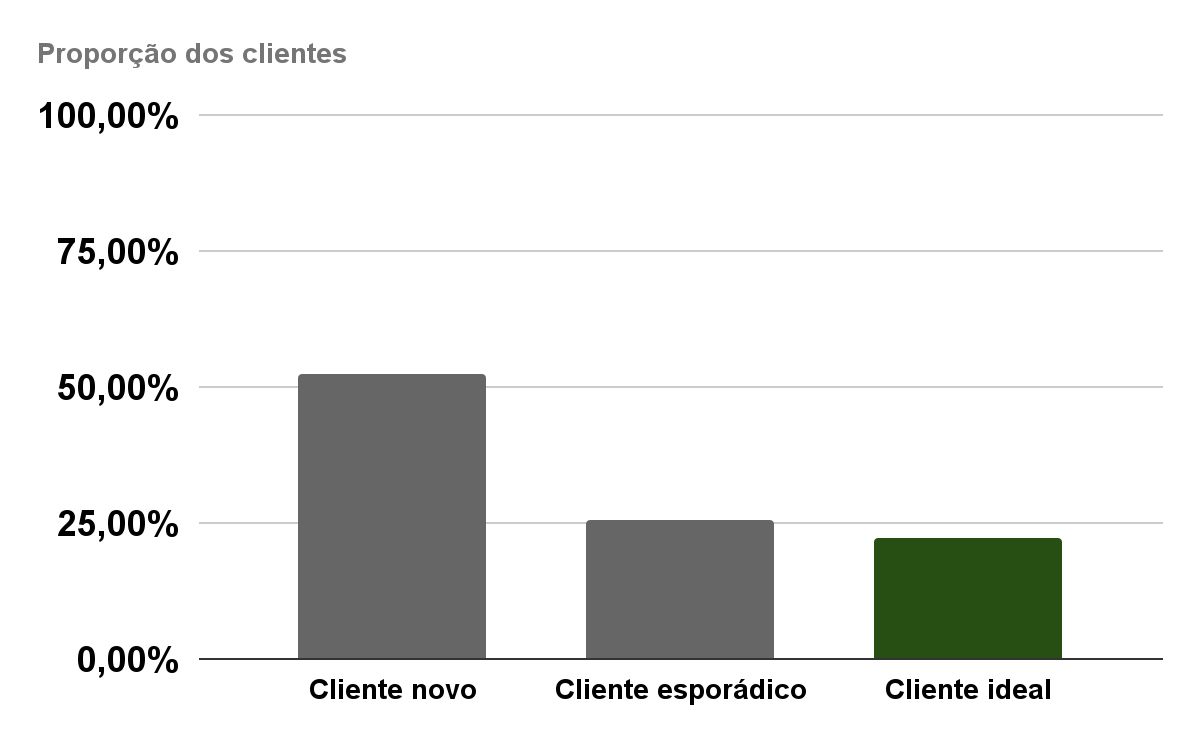 Proporção dos clientes
100,00%
75,00%
50,00%
25,00%
0,00%
Cliente novo
Cliente esporádico
Cliente ideal